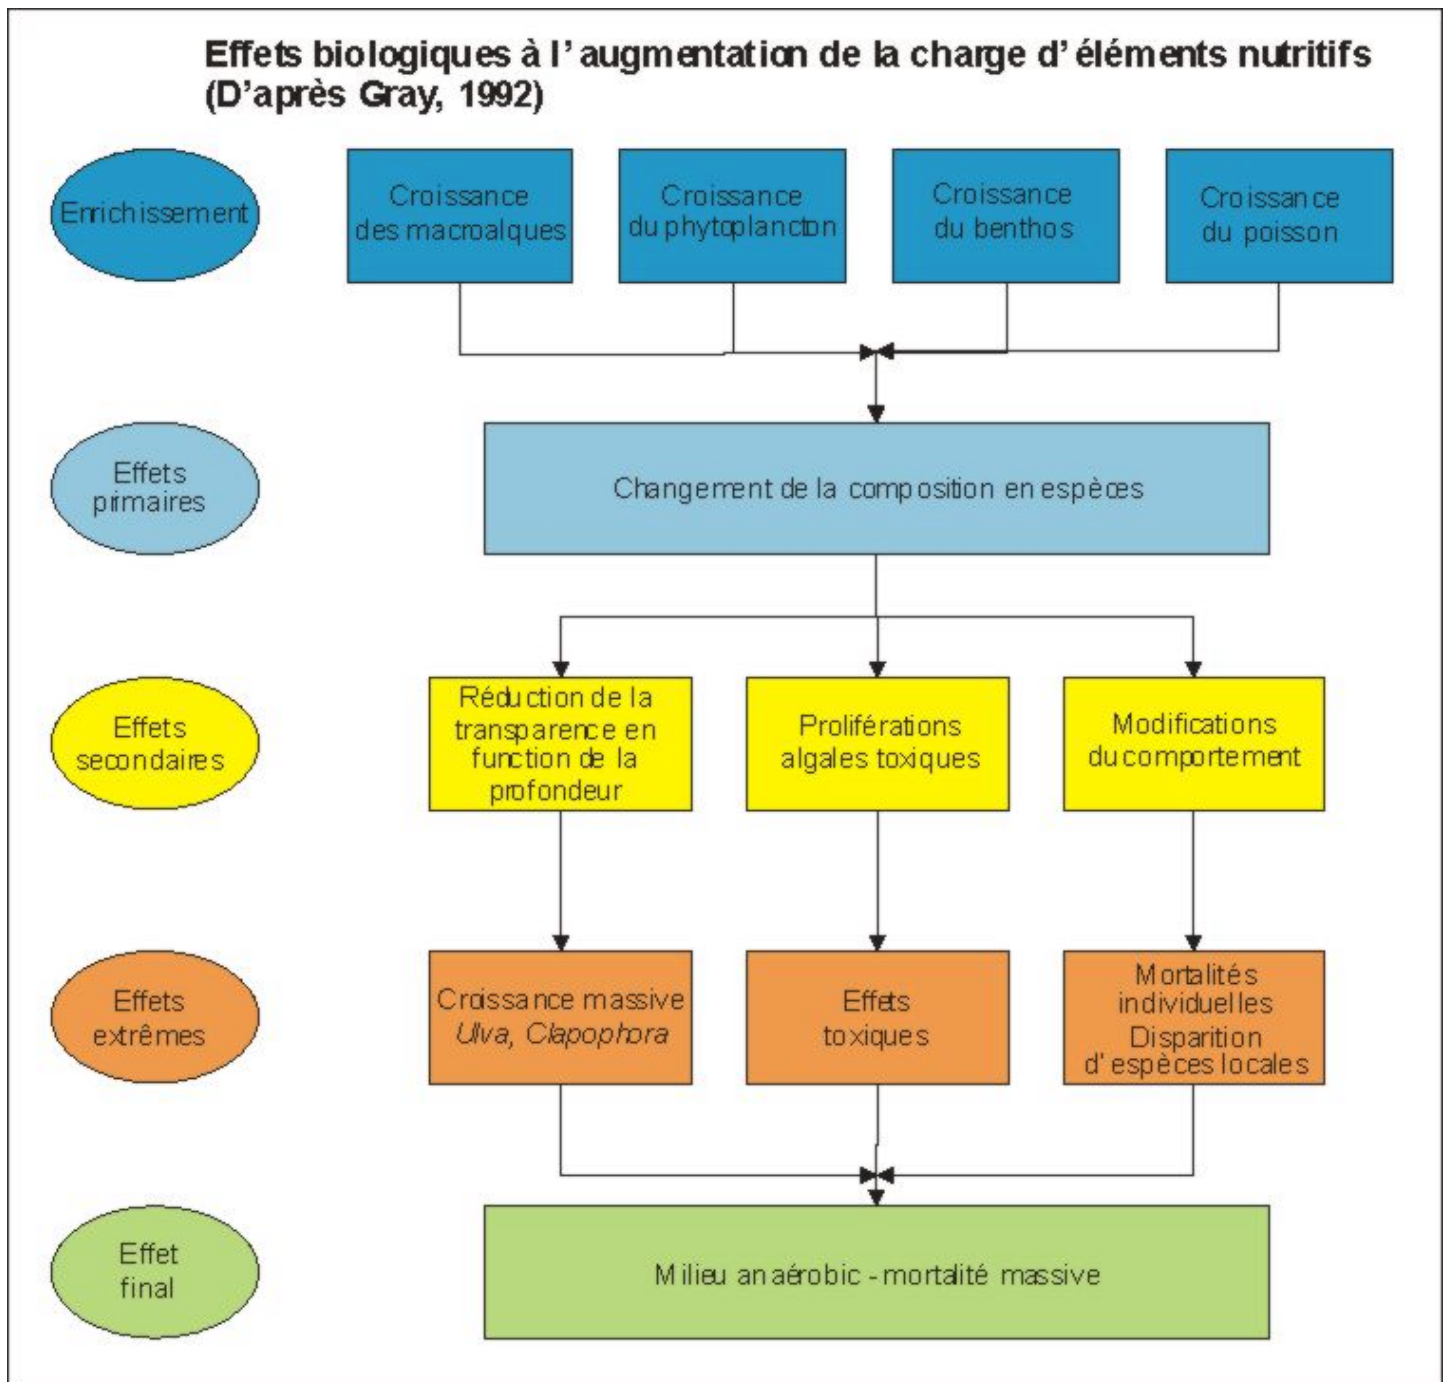 Effets biologiques à l'augmentation de la charge d'éléments nutritifs
(D'après Gray, 1992)
Enrichissement
Croissance
des macroalques
Croissance
du phytoplancton
Croissance
du benthos
Croissance
du poisson
Effets
primaires
Changement de la composition en espèces
Effets
secondaires
Réduction de la
transparence en
function de la
profondeur
Proliférations
algales toxiques
Modifications
du comportement
Effets
extrêmes
Croissance massive
Ulva, Clapophora
Effets
toxiques
Mortalités
individuelles
Disparition
d'espèces locales
Effet
final
Milieu anaérobic - mortalité massive